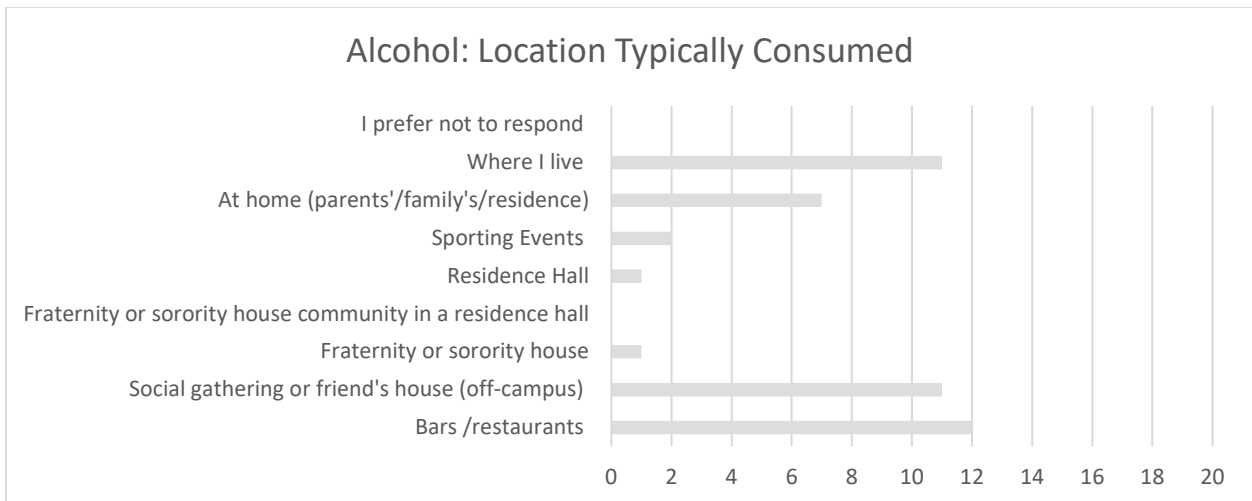 Alcohol: Location Typically Consumed
I prefer not to respond
Where I live
At home (parents'/family's/residence)
Sporting Events
Residence Hall
Fraternity or sorority house community in a residence hall
Fraternity or sorority house
Social gathering or friend's house (off-campus)
Bars /restaurants
0 2 4 6 8 10 12 14 16 18 20